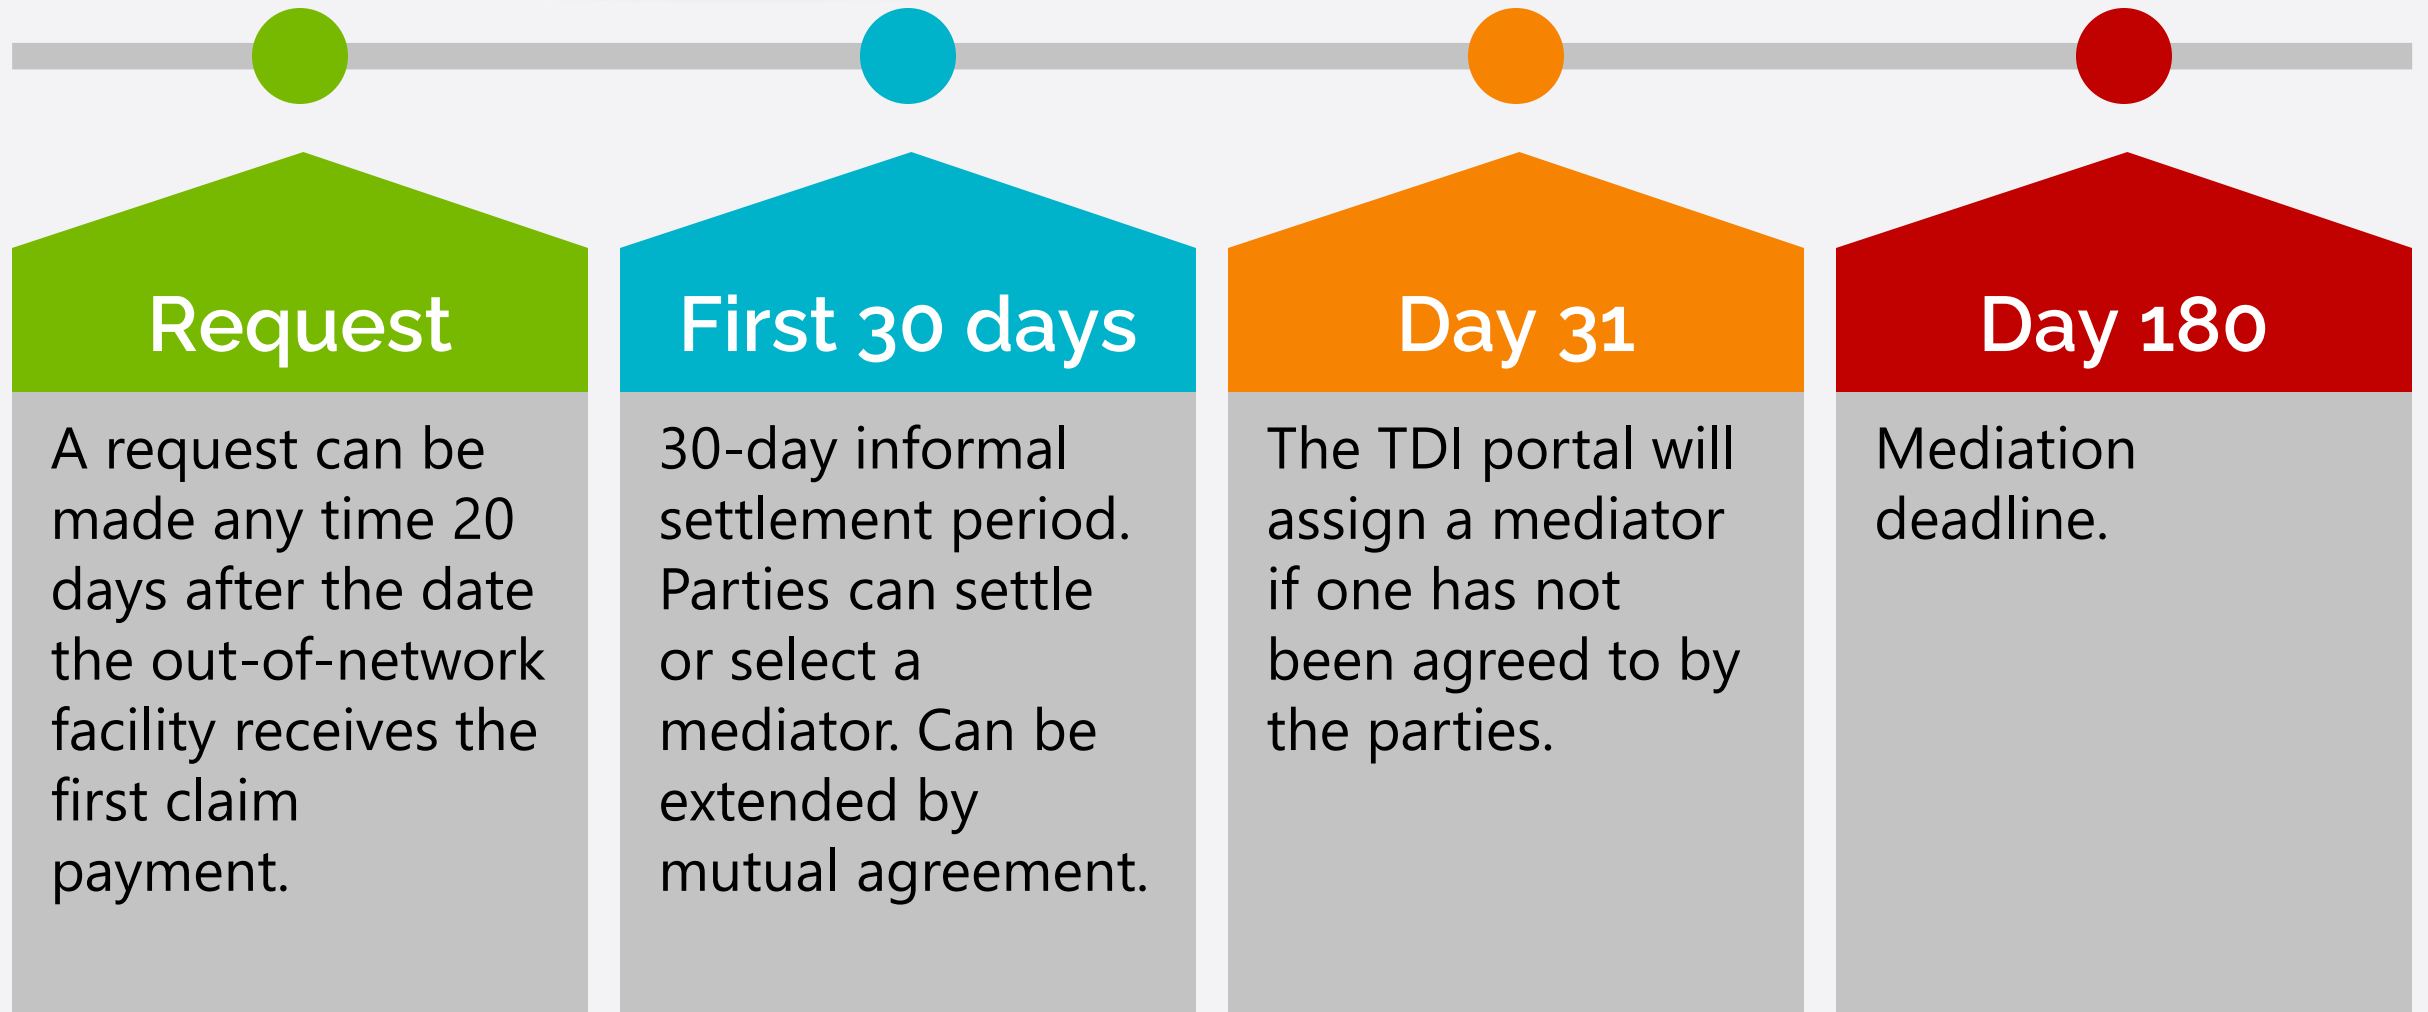 Request
A request can be
made any time 20
days after the date
the out-of-network
facility receives the
first claim
payment.
First 30 days
30-day informal
settlement period.
Parties can settle
or select a
mediator. Can be
extended by
mutual agreement.
Day 31
The TDI portal will
assign a mediator
if one has not
been agreed to by
the parties.
Day 180
Mediation
deadline.